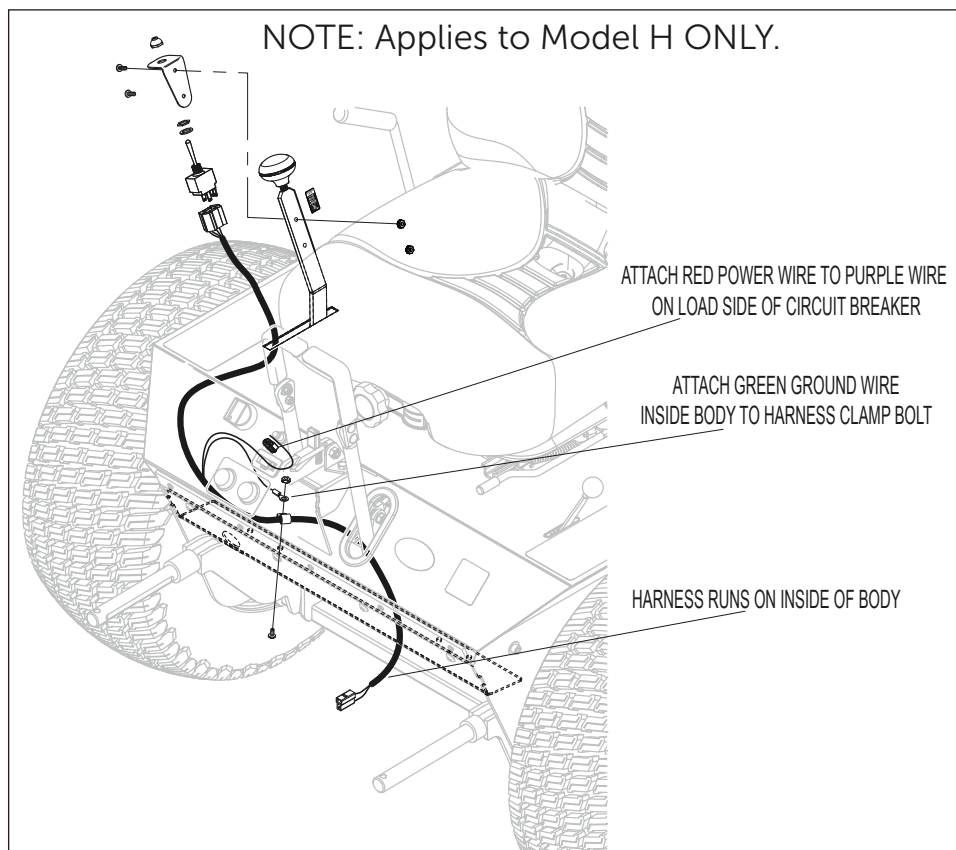 NOTE: Applies to Model H ONLY.
ATTACH RED POWER WIRE TO PURPLE WIRE
ON LOAD SIDE OF CIRCUIT BREAKER
ATTACH GREEN GROUND WIRE
INSIDE BODY TO HARNESS CLAMP BOLT
HARNESS RUNS ON INSIDE OF BODY